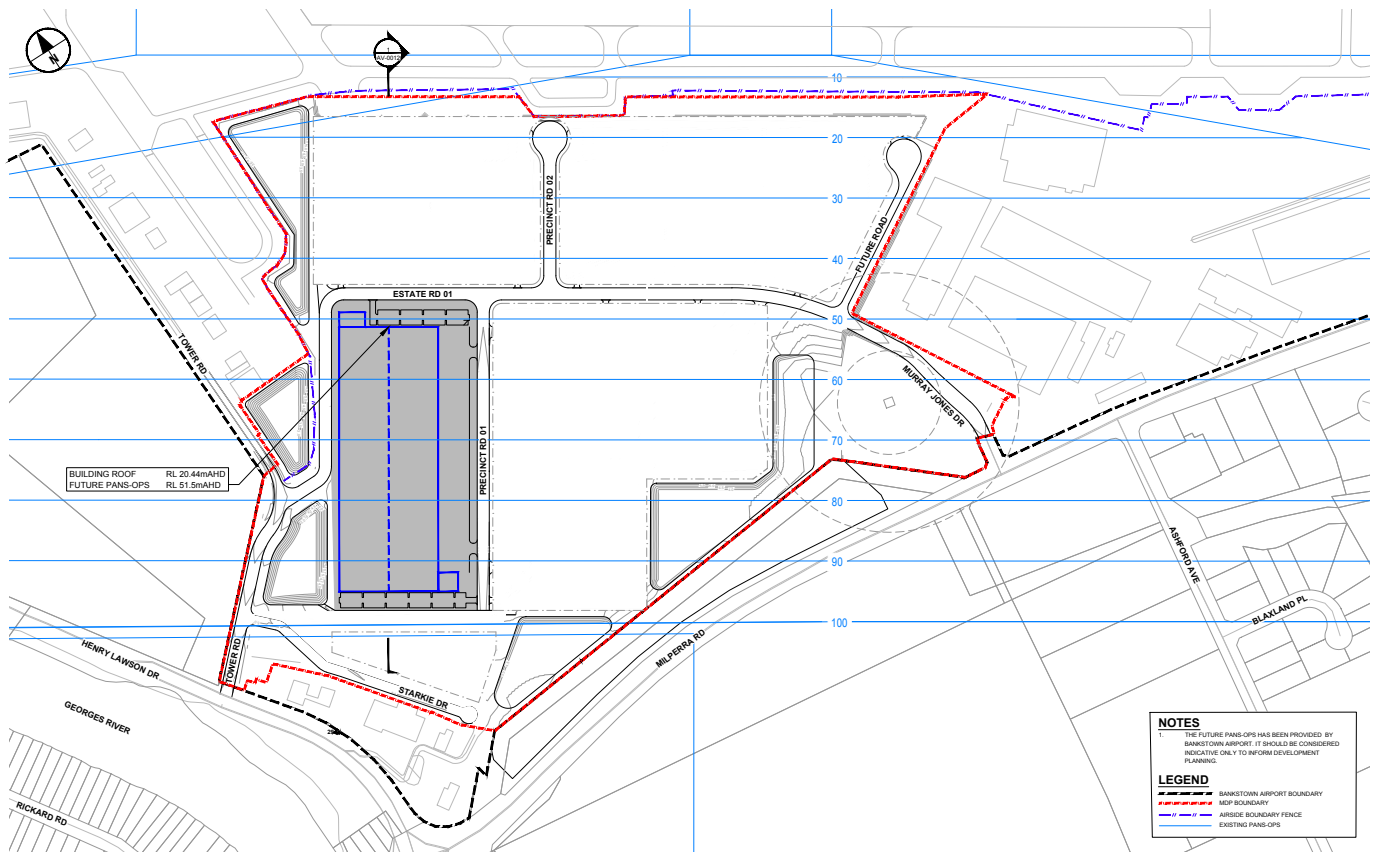 N
1
AV-0012
10
20
30
40
50
60
70
80
90
100
PRECINCT RD 02
FUTURE ROAD
ESTATE RD 01
TOWER RD
MURRAY JONES DR
PRECINCT RD 01
BUILDING ROOF RL 20.44mAHD
FUTURE PANS-OPS RL 51.5mAHD
ASHFORD AVE
BLAXLAND PL
MILPERRA RD
HENRY LAWSON DR
TOWER RD
STARKIE DR
GEORGES RIVER
RICKARD RD
NOTES
1. THE FUTURE PANS-OPS HAS BEEN PROVIDED BY
BANKSTOWN AIRPORT. IT SHOULD BE CONSIDERED
INDICATIVE ONLY TO INFORM DEVELOPMENT
PLANNING.
LEGEND
BANKSTOWN AIRPORT BOUNDARY
MDP BOUNDARY
AIRSIDE BOUNDARY FENCE
EXISTING PANS-OPS